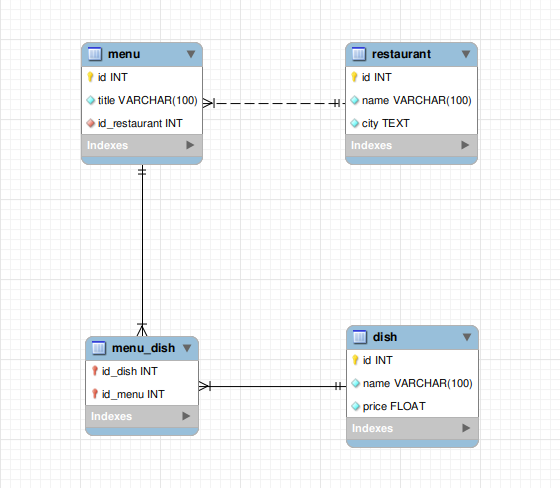 menu
id INT
title VARCHAR(100)
id_restaurant INT
Indexes
restaurant
id INT
name VARCHAR(100)
city TEXT
Indexes
menu_dish
id_dish INT
id_menu INT
Indexes
dish
id INT
name VARCHAR(100)
price FLOAT
Indexes